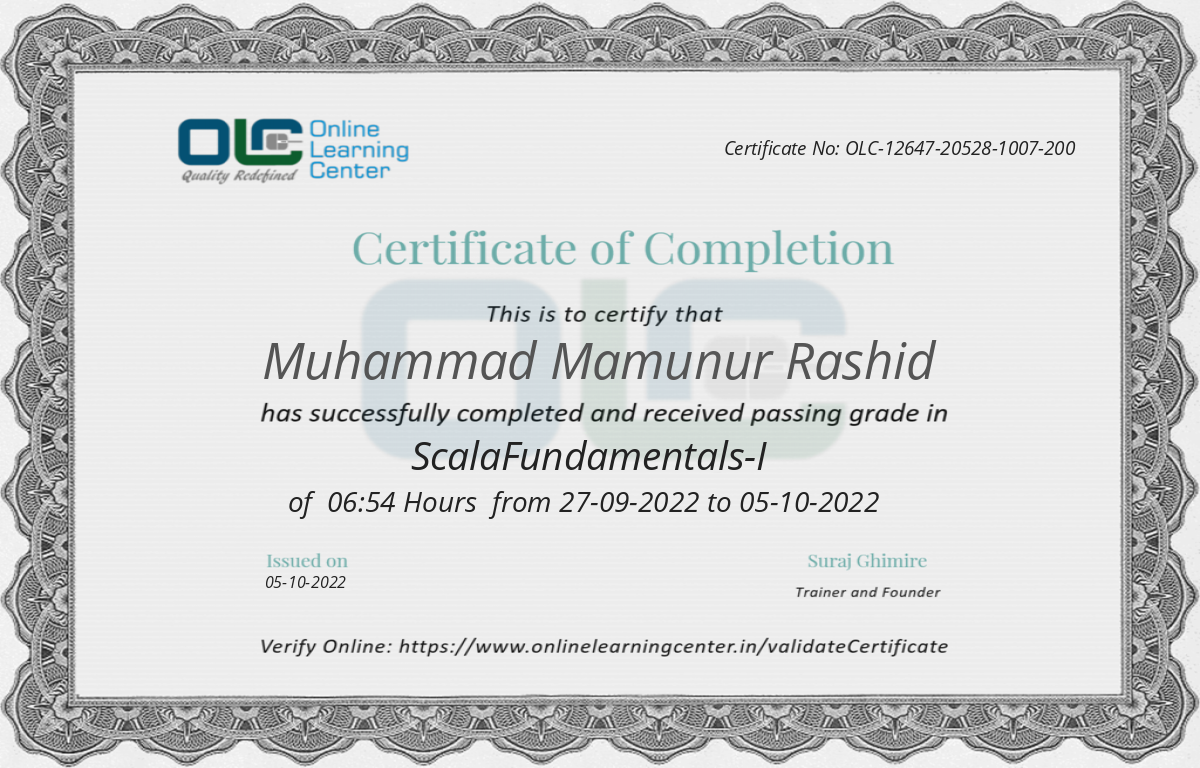 OLC Online
Learning
Center
Quality Redefined
Certificate No: OLC-12647-20528-1007-200
Certificate of Completion
This is to certify that
Muhammad Mamunur Rashid
has successfully completed and received passing grade in
ScalaFundamentals-I
of 06:54 Hours from 27-09-2022 to 05-10-2022
Issued on
05-10-2022
Suraj Ghimire
Trainer and Founder
Verify Online: https://www.onlinelearningcenter.in/validateCertificate